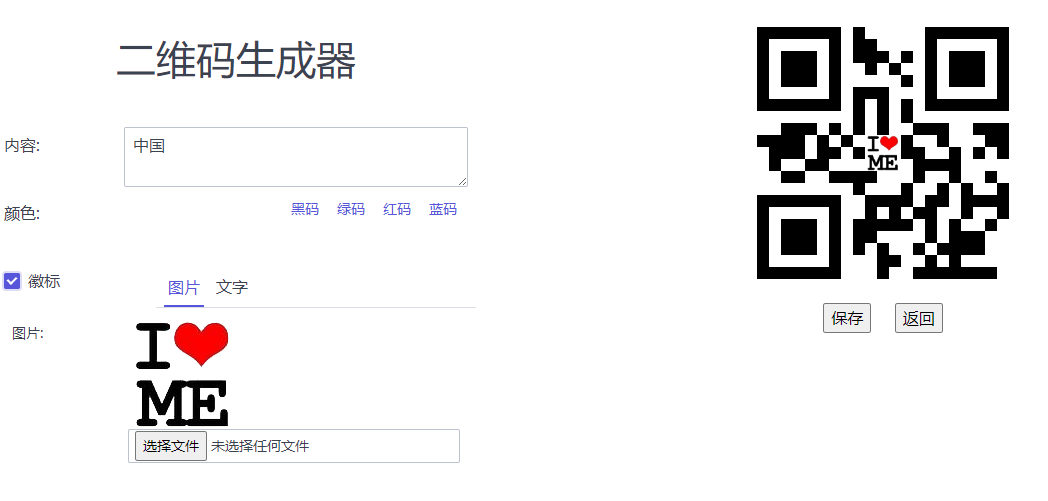 二维码生成器
内容:
中国
颜色:
黑码 绿码 红码 蓝码
徽标
图片 文字
图片:
I❤
ME
选择文件 未选择任何文件
I❤
ME
保存 返回